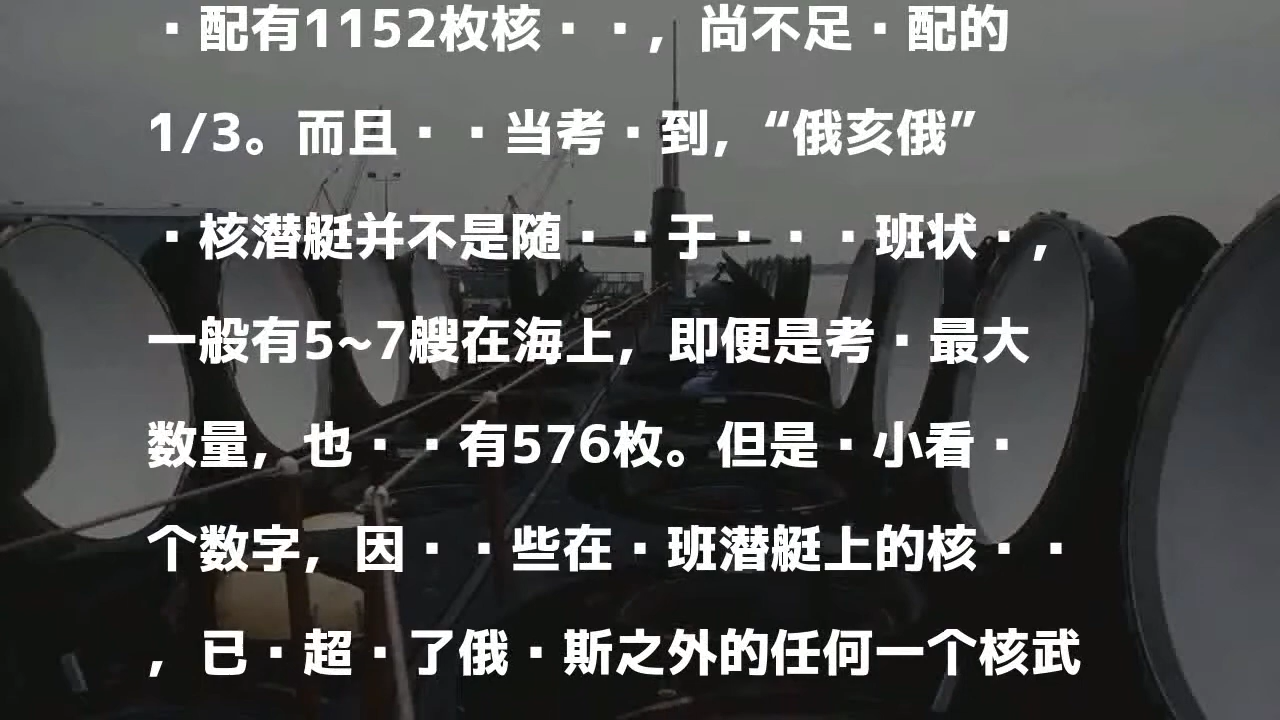 ・配有1152枚核・・，尚不足・配的
1/3。而且・・当考・到，“俄亥俄”
・核潜艇并不是随・・于・・・班状・，
一般有5~7艘在海上，即便是考・最大
数量，也・・有576枚。但是・小看・
个数字，因・・些在・班潜艇上的核・・
，已・超・了俄・斯之外的任何一个核武